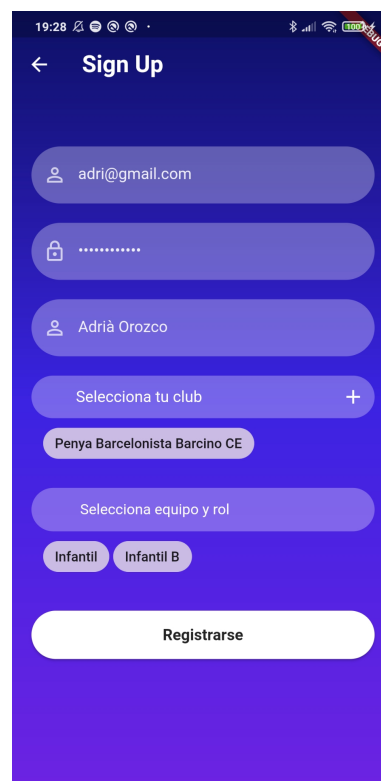 19:28
100
Sign Up
adri@gmail.com
••••••••••••
Adrià Orozco
Selecciona tu club +
Penya Barcelonista Barcino CE
Selecciona equipo y rol
Infantil Infantil B
Registrarse